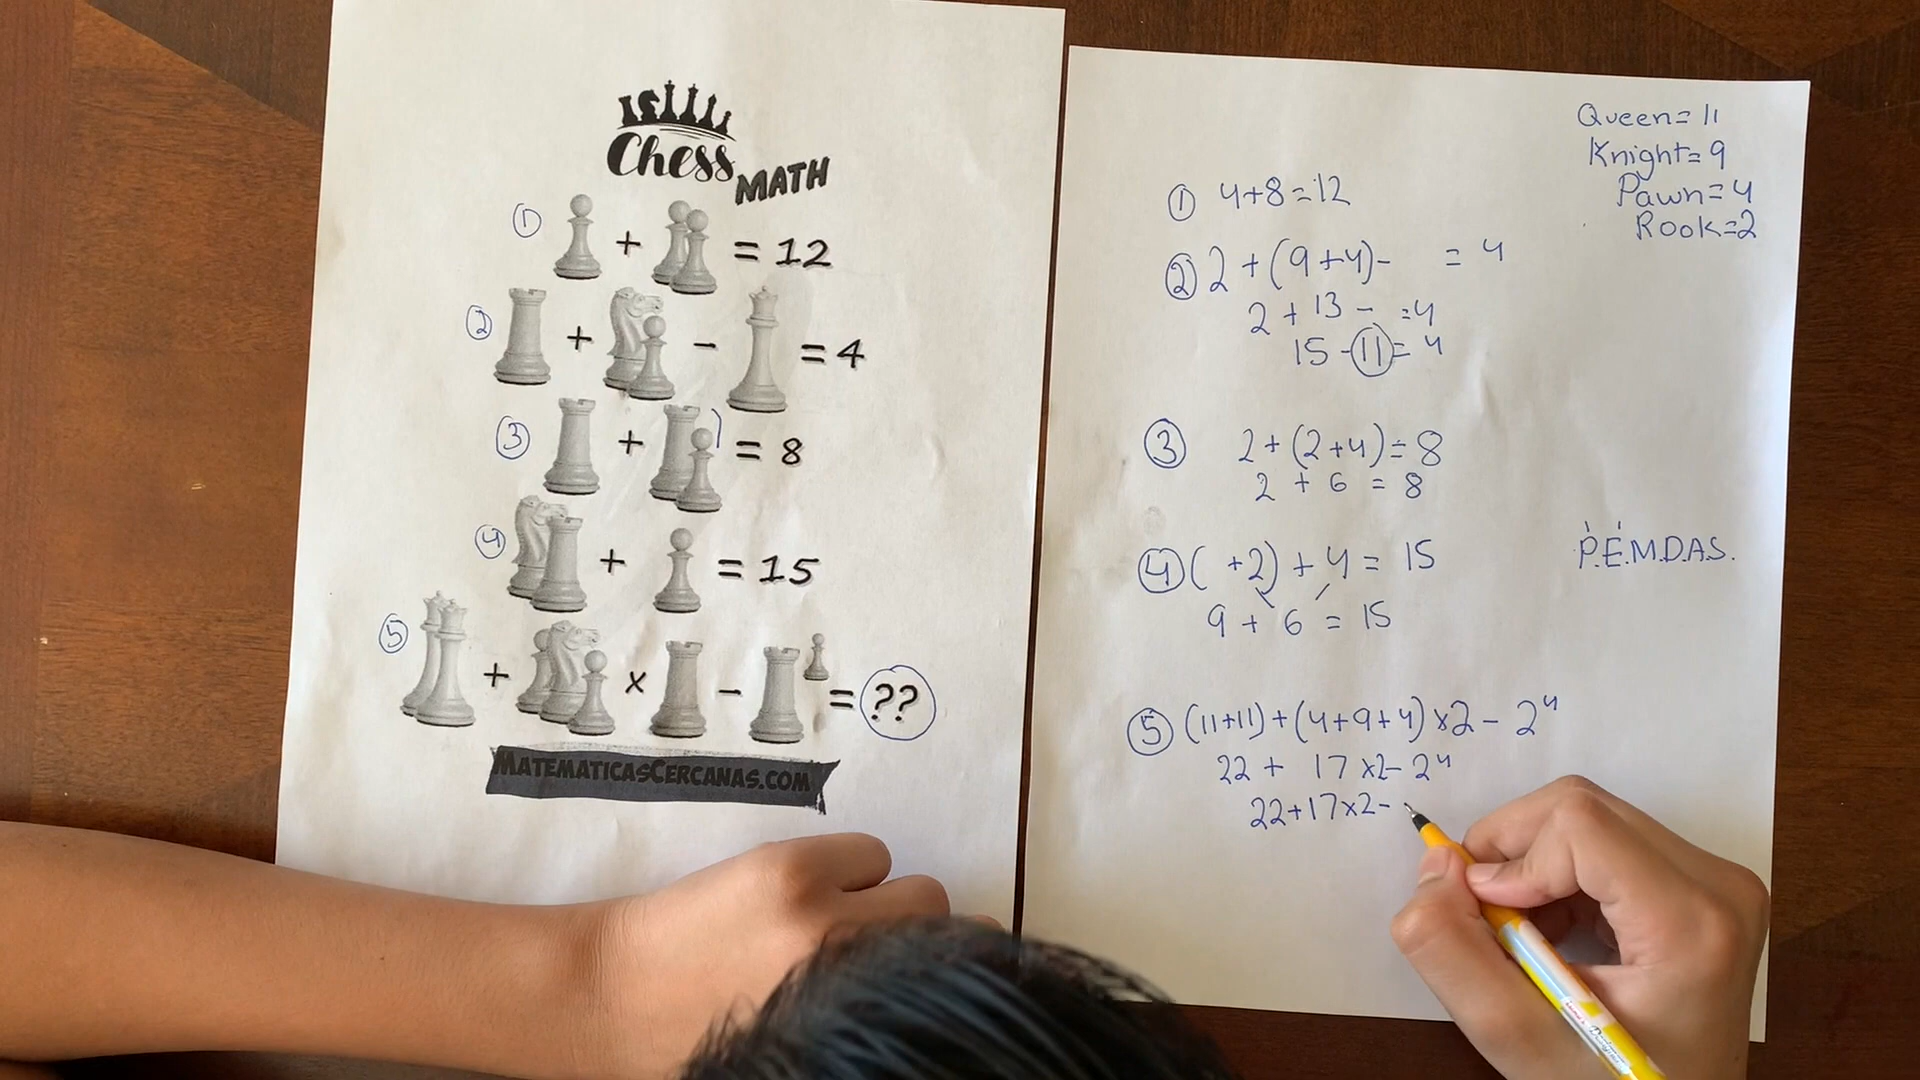 Chess
MATH
① + = 12
② + - = 4
③ + ) = 8
④ + = 15
⑤ + x - = ??
MATEMATICASCERCANAS.COM
Queen= 11
Knight= 9
Pawn= 4
Rook=2
① 4+8=12
② 2 + (9+4)- = 4
2 + 13 - =4
15 -11= 4
③ 2+(2+4)=8
2 + 6 = 8
④ ( +2) + 4 = 15
9 + 6 = 15
P.E.M.D.A.S.
⑤ (11+11)+(4+9+4)x2- 2⁴
22 + 17 x2- 2⁴
22+17x2-